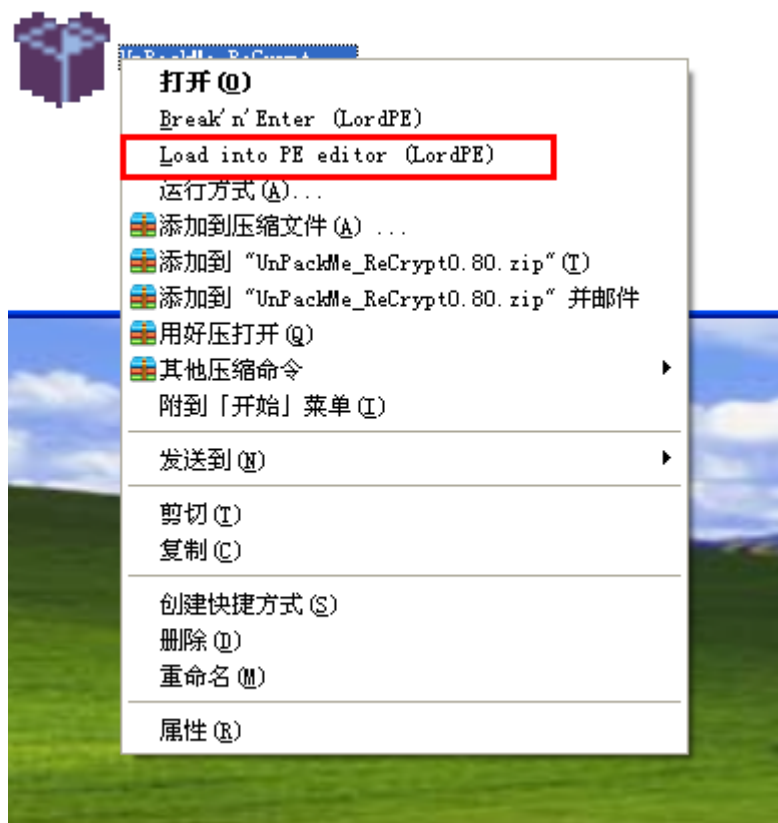 打开(O)
Break'n'Enter (LordPE)
Load into PE editor (LordPE)
运行方式(A)...
添加到压缩文件(A) ...
添加到 "UnPackMe_ReCrypt0.80.zip"(T)
添加到 "UnPackMe_ReCrypt0.80.zip" 并邮件
用好压打开(Q)
其他压缩命令
附到「开始」菜单(I)
发送到(N)
剪切(T)
复制(C)
创建快捷方式(S)
删除(D)
重命名(M)
属性(R)